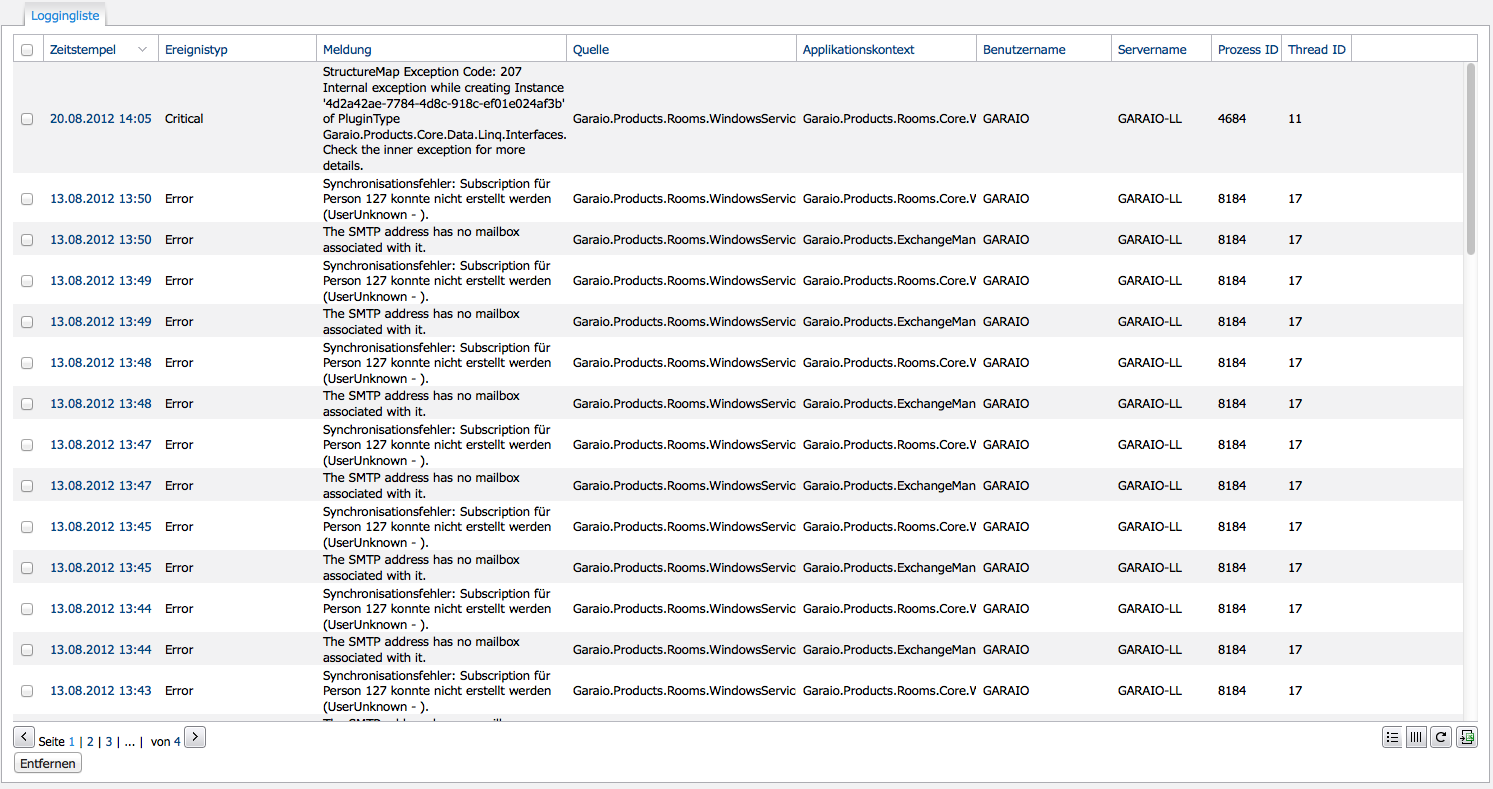 Loggingliste
Zeitstempel Ereignistyp Meldung Quelle Applikationskontext Benutzername Servername Prozess ID Thread ID
StructureMap Exception Code: 207
Internal exception while creating Instance
'4d2a42ae-7784-4d8c-918c-ef01e024af3b'
of PluginType
Garaio.Products.Core.Data.Linq.Interfaces.
Check the inner exception for more
details.
20.08.2012 14:05 Critical Garaio.Products.Rooms.WindowsServic Garaio.Products.Rooms.Core.W GARAIO GARAIO-LL 4684 11
Synchronisationsfehler: Subscription für
Person 127 konnte nicht erstellt werden
(UserUnknown - ).
13.08.2012 13:50 Error Garaio.Products.Rooms.WindowsServic Garaio.Products.Rooms.Core.W GARAIO GARAIO-LL 8184 17
The SMTP address has no mailbox
associated with it.
13.08.2012 13:50 Error Garaio.Products.Rooms.WindowsServic Garaio.Products.ExchangeMan GARAIO GARAIO-LL 8184 17
Synchronisationsfehler: Subscription für
Person 127 konnte nicht erstellt werden
(UserUnknown - ).
13.08.2012 13:49 Error Garaio.Products.Rooms.WindowsServic Garaio.Products.Rooms.Core.W GARAIO GARAIO-LL 8184 17
The SMTP address has no mailbox
associated with it.
13.08.2012 13:49 Error Garaio.Products.Rooms.WindowsServic Garaio.Products.ExchangeMan GARAIO GARAIO-LL 8184 17
Synchronisationsfehler: Subscription für
Person 127 konnte nicht erstellt werden
(UserUnknown - ).
13.08.2012 13:48 Error Garaio.Products.Rooms.WindowsServic Garaio.Products.Rooms.Core.W GARAIO GARAIO-LL 8184 17
The SMTP address has no mailbox
associated with it.
13.08.2012 13:48 Error Garaio.Products.Rooms.WindowsServic Garaio.Products.ExchangeMan GARAIO GARAIO-LL 8184 17
Synchronisationsfehler: Subscription für
Person 127 konnte nicht erstellt werden
(UserUnknown - ).
13.08.2012 13:47 Error Garaio.Products.Rooms.WindowsServic Garaio.Products.Rooms.Core.W GARAIO GARAIO-LL 8184 17
The SMTP address has no mailbox
associated with it.
13.08.2012 13:47 Error Garaio.Products.Rooms.WindowsServic Garaio.Products.ExchangeMan GARAIO GARAIO-LL 8184 17
Synchronisationsfehler: Subscription für
Person 127 konnte nicht erstellt werden
(UserUnknown - ).
13.08.2012 13:45 Error Garaio.Products.Rooms.WindowsServic Garaio.Products.Rooms.Core.W GARAIO GARAIO-LL 8184 17
The SMTP address has no mailbox
associated with it.
13.08.2012 13:45 Error Garaio.Products.Rooms.WindowsServic Garaio.Products.ExchangeMan GARAIO GARAIO-LL 8184 17
Synchronisationsfehler: Subscription für
Person 127 konnte nicht erstellt werden
(UserUnknown - ).
13.08.2012 13:44 Error Garaio.Products.Rooms.WindowsServic Garaio.Products.Rooms.Core.W GARAIO GARAIO-LL 8184 17
The SMTP address has no mailbox
associated with it.
13.08.2012 13:44 Error Garaio.Products.Rooms.WindowsServic Garaio.Products.ExchangeMan GARAIO GARAIO-LL 8184 17
Synchronisationsfehler: Subscription für
Person 127 konnte nicht erstellt werden
(UserUnknown - ).
13.08.2012 13:43 Error Garaio.Products.Rooms.WindowsServic Garaio.Products.Rooms.Core.W GARAIO GARAIO-LL 8184 17
Seite 1 | 2 | 3 | ... | von 4
Entfernen